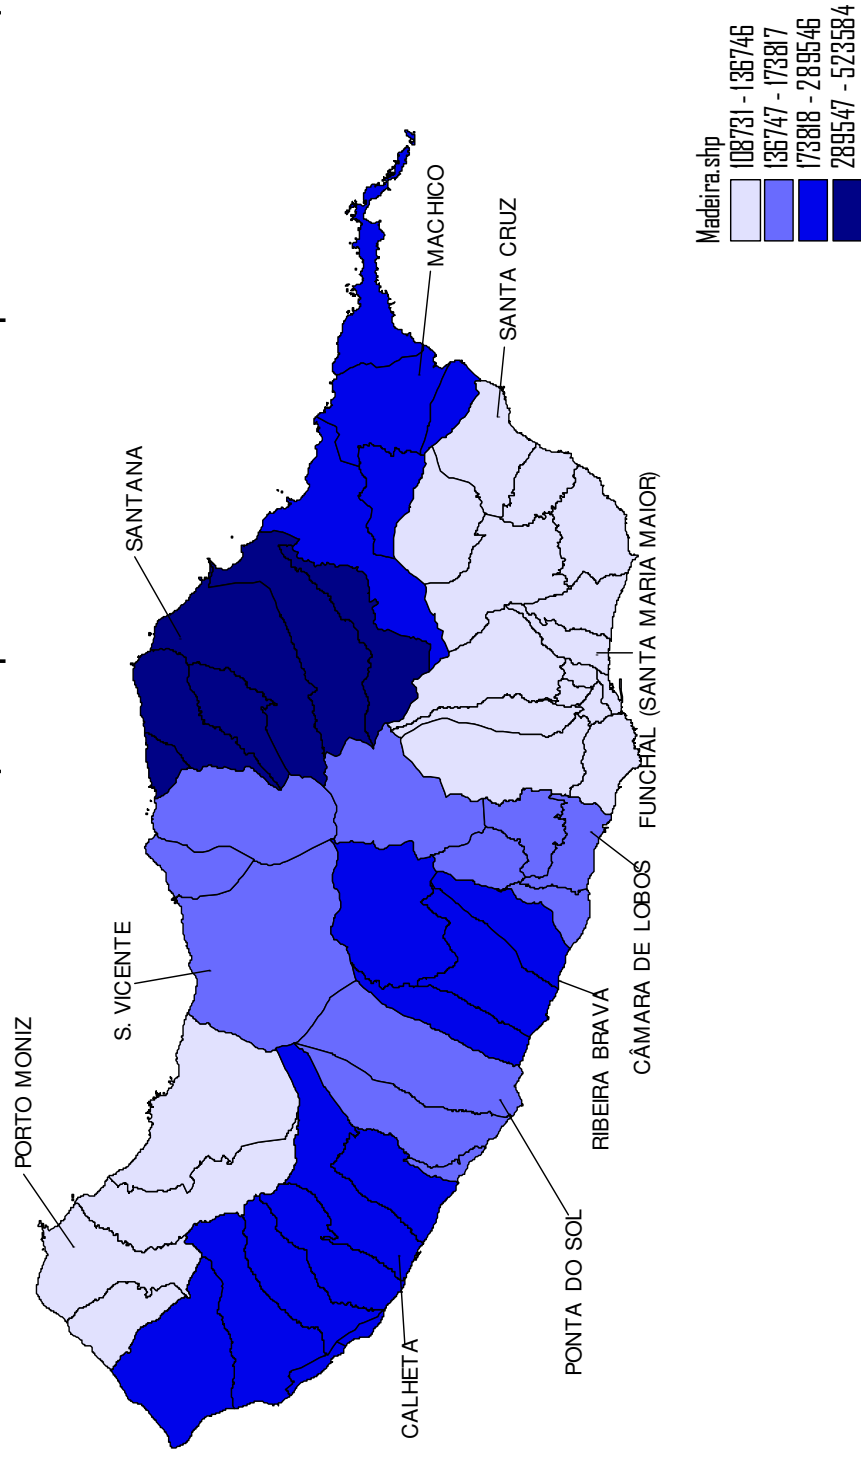 PORTO MONIZ
S. VICENTE
SANTANA
MACHICO
SANTA CRUZ
FUNCHAL (SANTA MARIA MAIOR)
CÂMARA DE LOBOS
RIBEIRA BRAVA
PONTA DO SOL
CALHETA
Madeira.shp
108731 - 136746
136747 - 173817
173818 - 289546
289547 - 523584